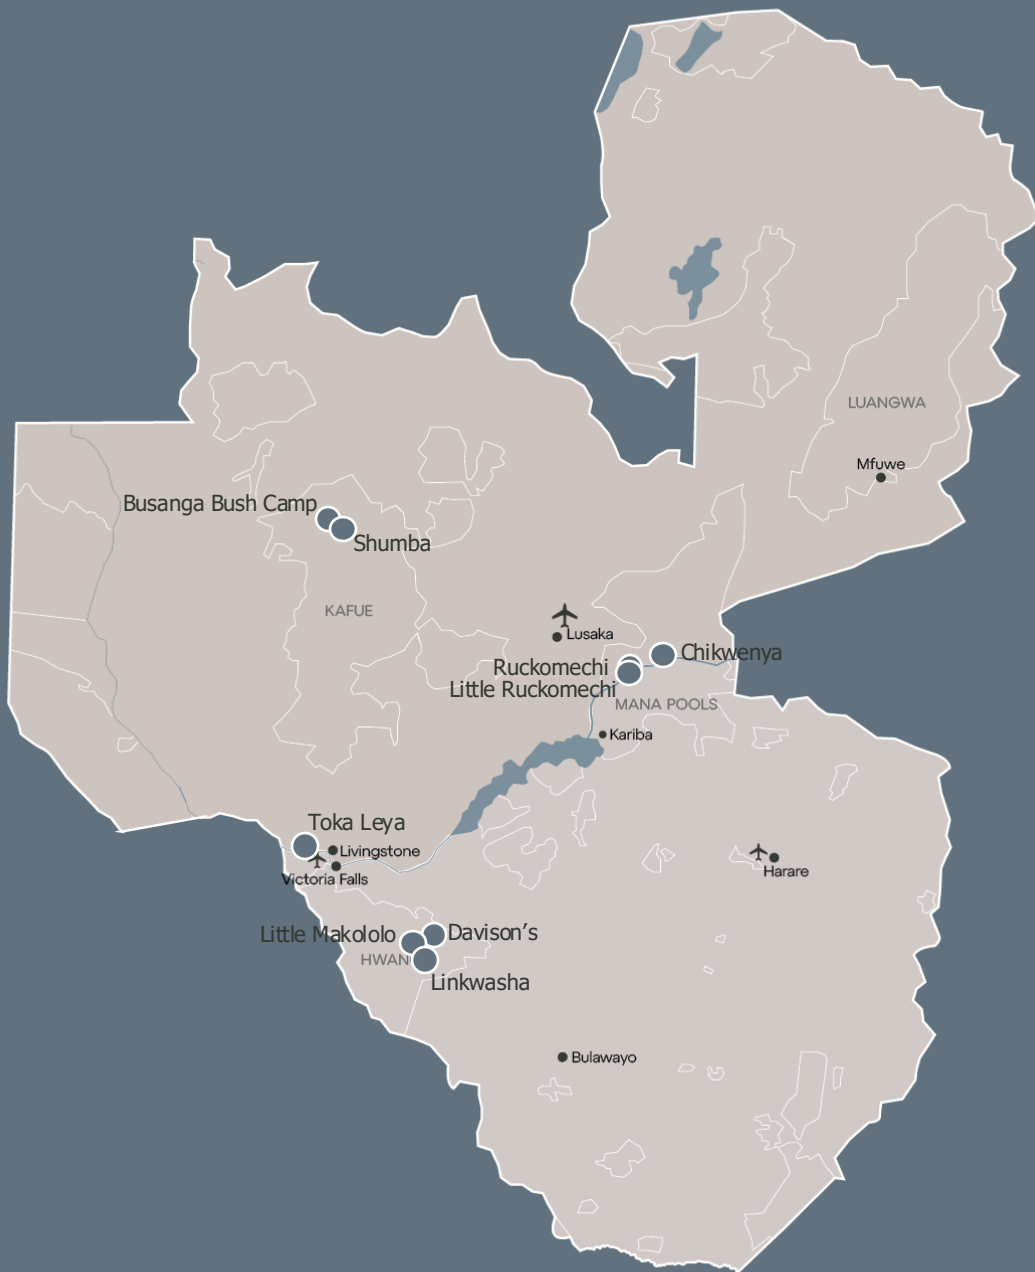 LUANGWA
Mfuwe
Busanga Bush Camp
Shumba
KAFUE
Lusaka
Chikwenya
Ruckomechi
Little Ruckomechi
MANA POOLS
Kariba
Toka Leya
Livingstone
Victoria Falls
Harare
Little Makololo
Davison’s
HWAN
Linkwasha
Bulawayo